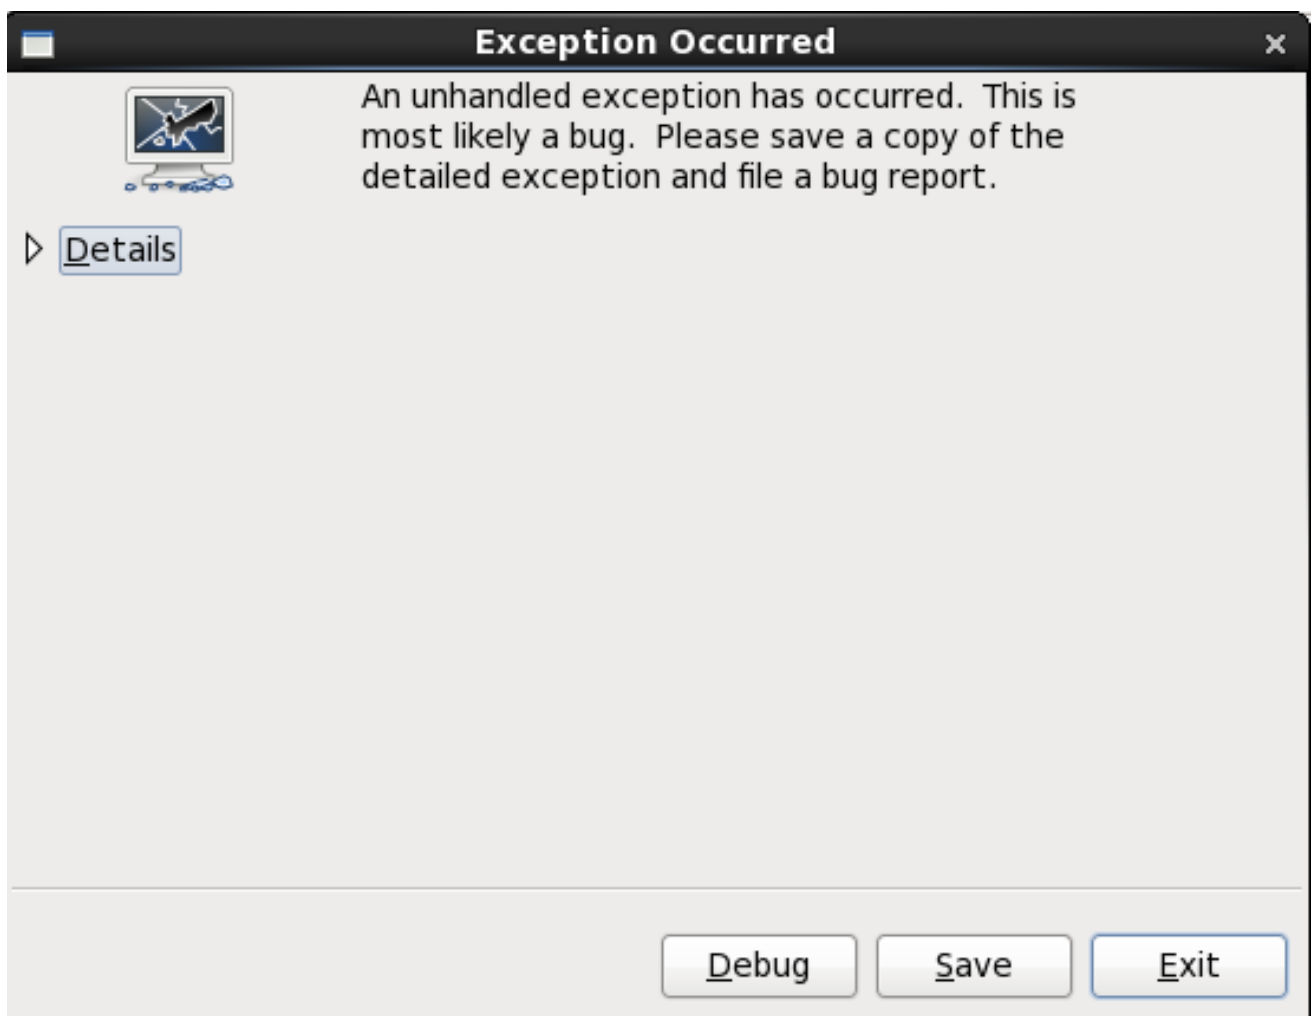 Exception Occurred
An unhandled exception has occurred.  This is
most likely a bug.  Please save a copy of the
detailed exception and file a bug report.
Details
Debug
Save
Exit